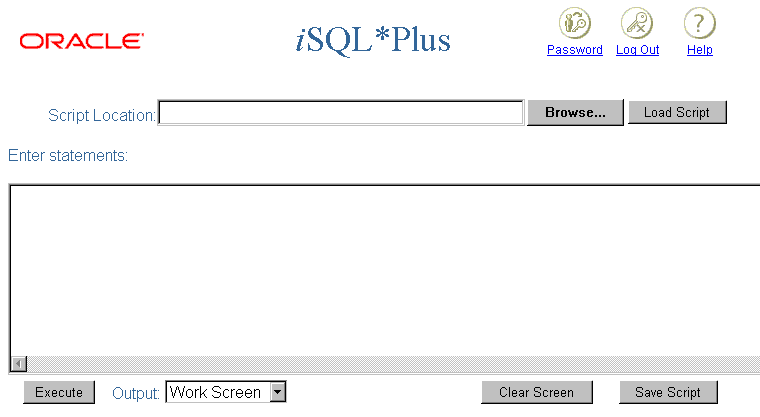 ORACLE
iSQL*Plus
Password Log Out Help
Script Location: Browse... Load Script
Enter statements:
Execute Output: Work Screen Clear Screen Save Script